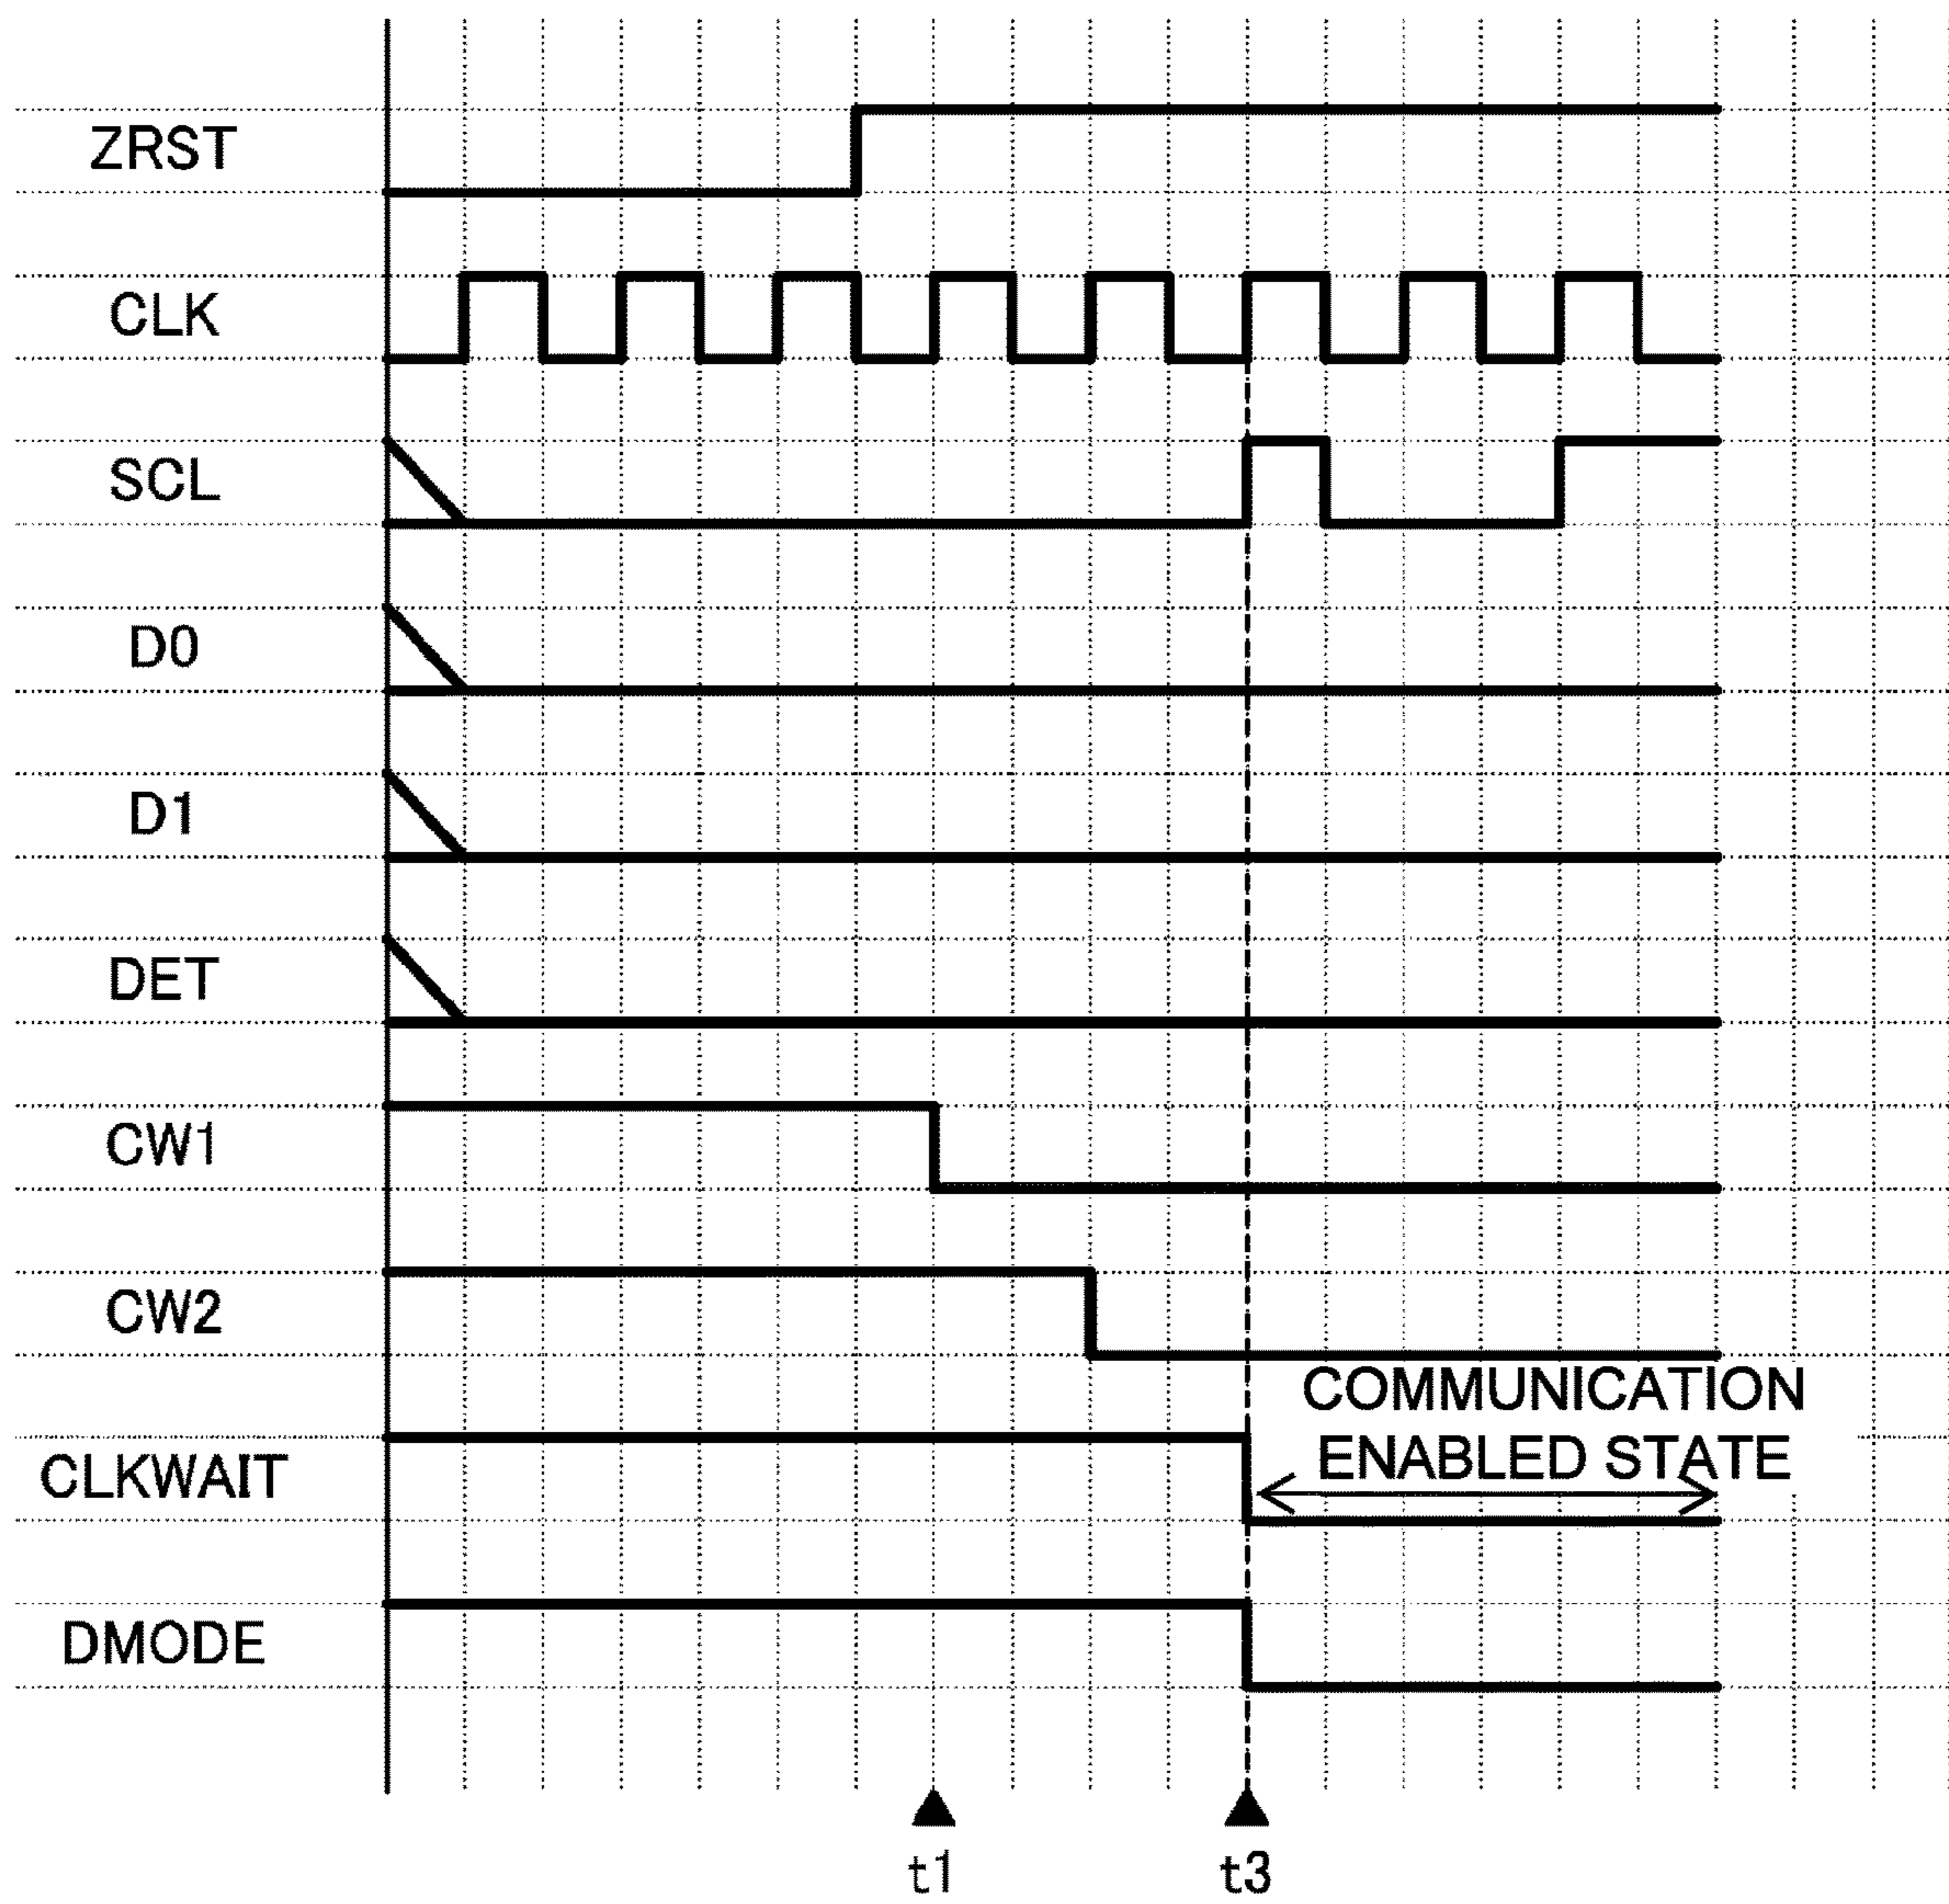 ZRST
CLK
SCL
D0
D1
DET
CW1
CW2
COMMUNICATION
ENABLED STATE
CLKWAIT
DMODE
t1
t3